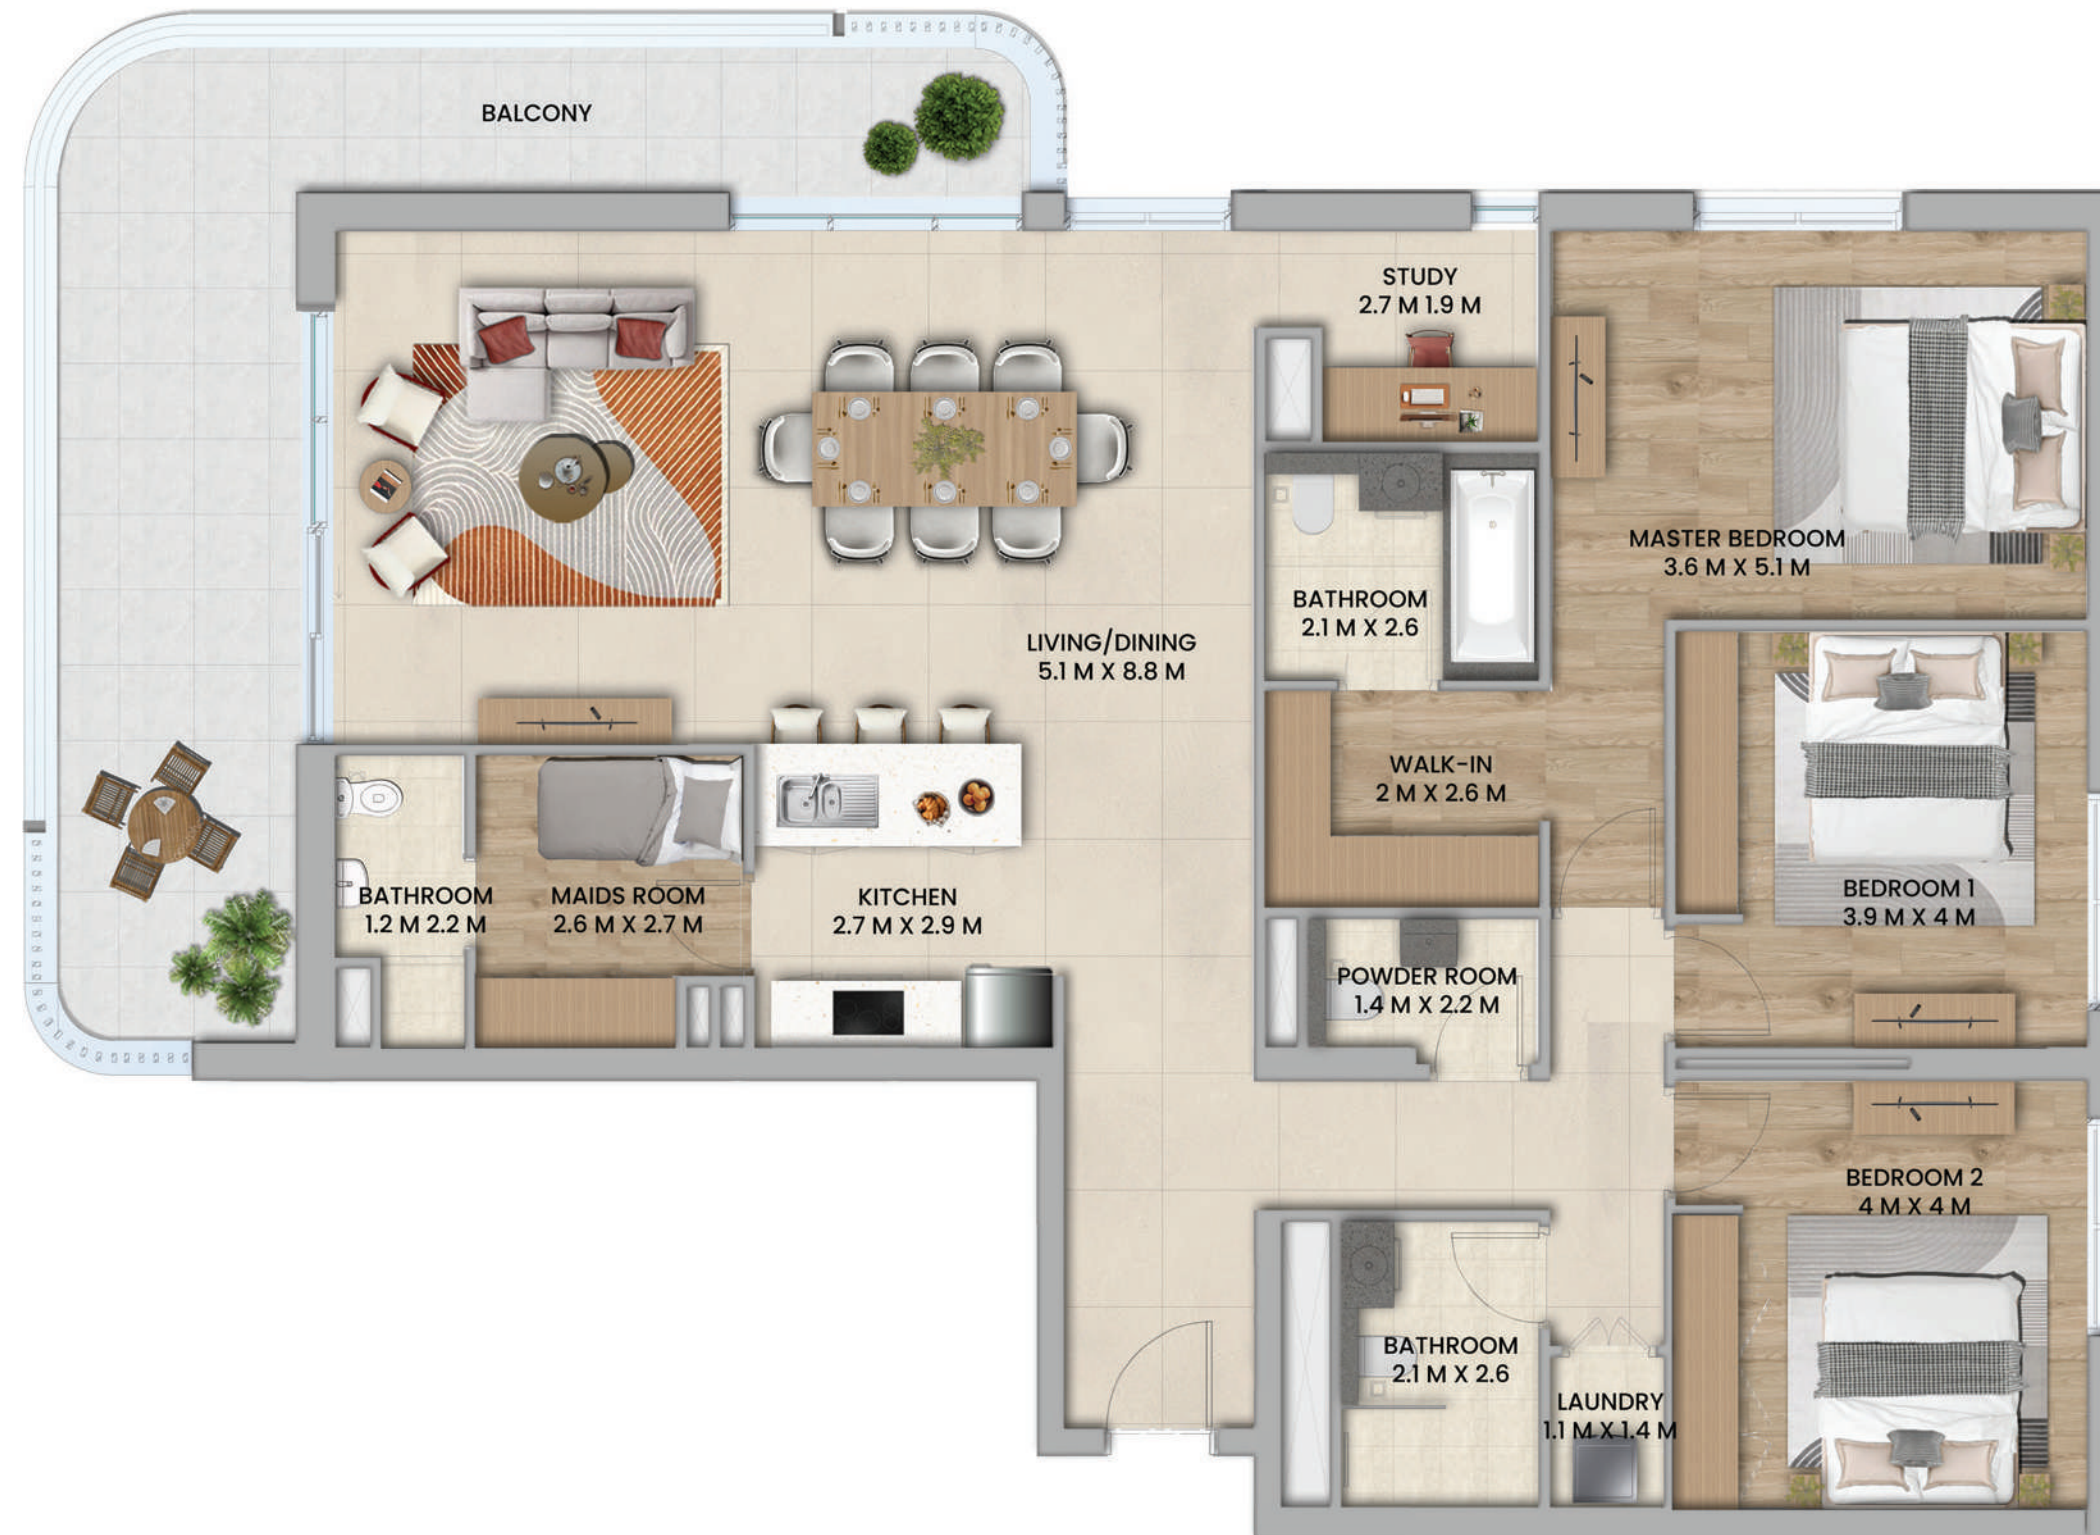 BALCONY
STUDY
2.7 M 1.9 M
MASTER BEDROOM
3.6 M X 5.1 M
BATHROOM
2.1 M X 2.6
LIVING/DINING
5.1 M X 8.8 M
WALK-IN
2 M X 2.6 M
BATHROOM
1.2 M 2.2 M
MAIDS ROOM
2.6 M X 2.7 M
KITCHEN
2.7 M X 2.9 M
BEDROOM 1
3.9 M X 4 M
POWDER ROOM
1.4 M X 2.2 M
BEDROOM 2
4 M X 4 M
BATHROOM
2.1 M X 2.6
LAUNDRY
1.1 M X 1.4 M